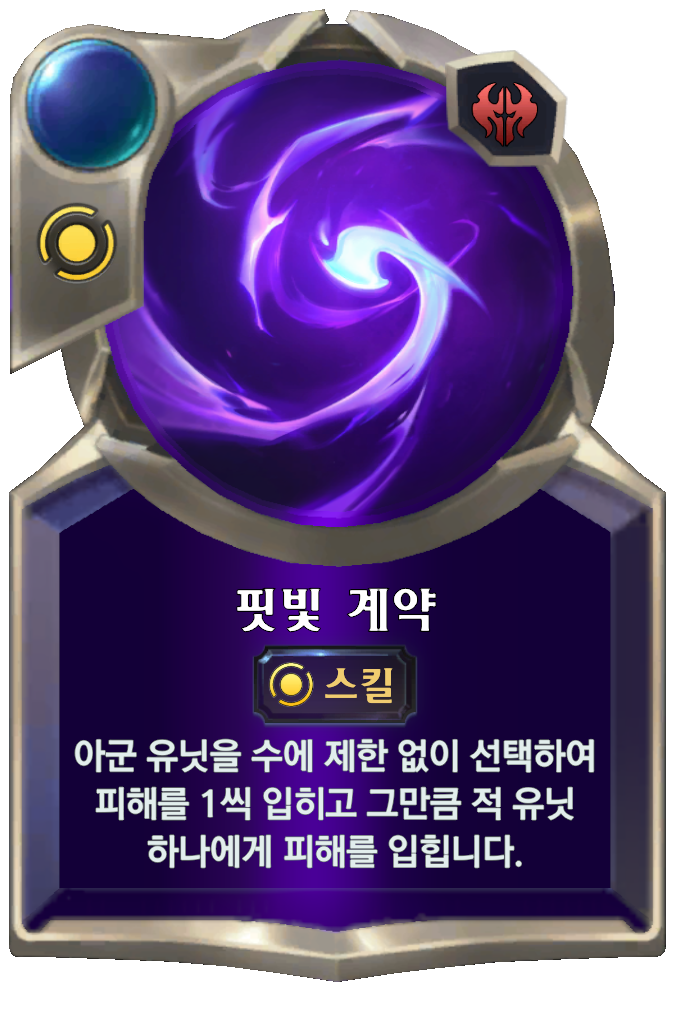 핏빛 계약
스킬
아군 유닛을 수에 제한 없이 선택하여
피해를 1씩 입히고 그만큼 적 유닛
하나에게 피해를 입힙니다.